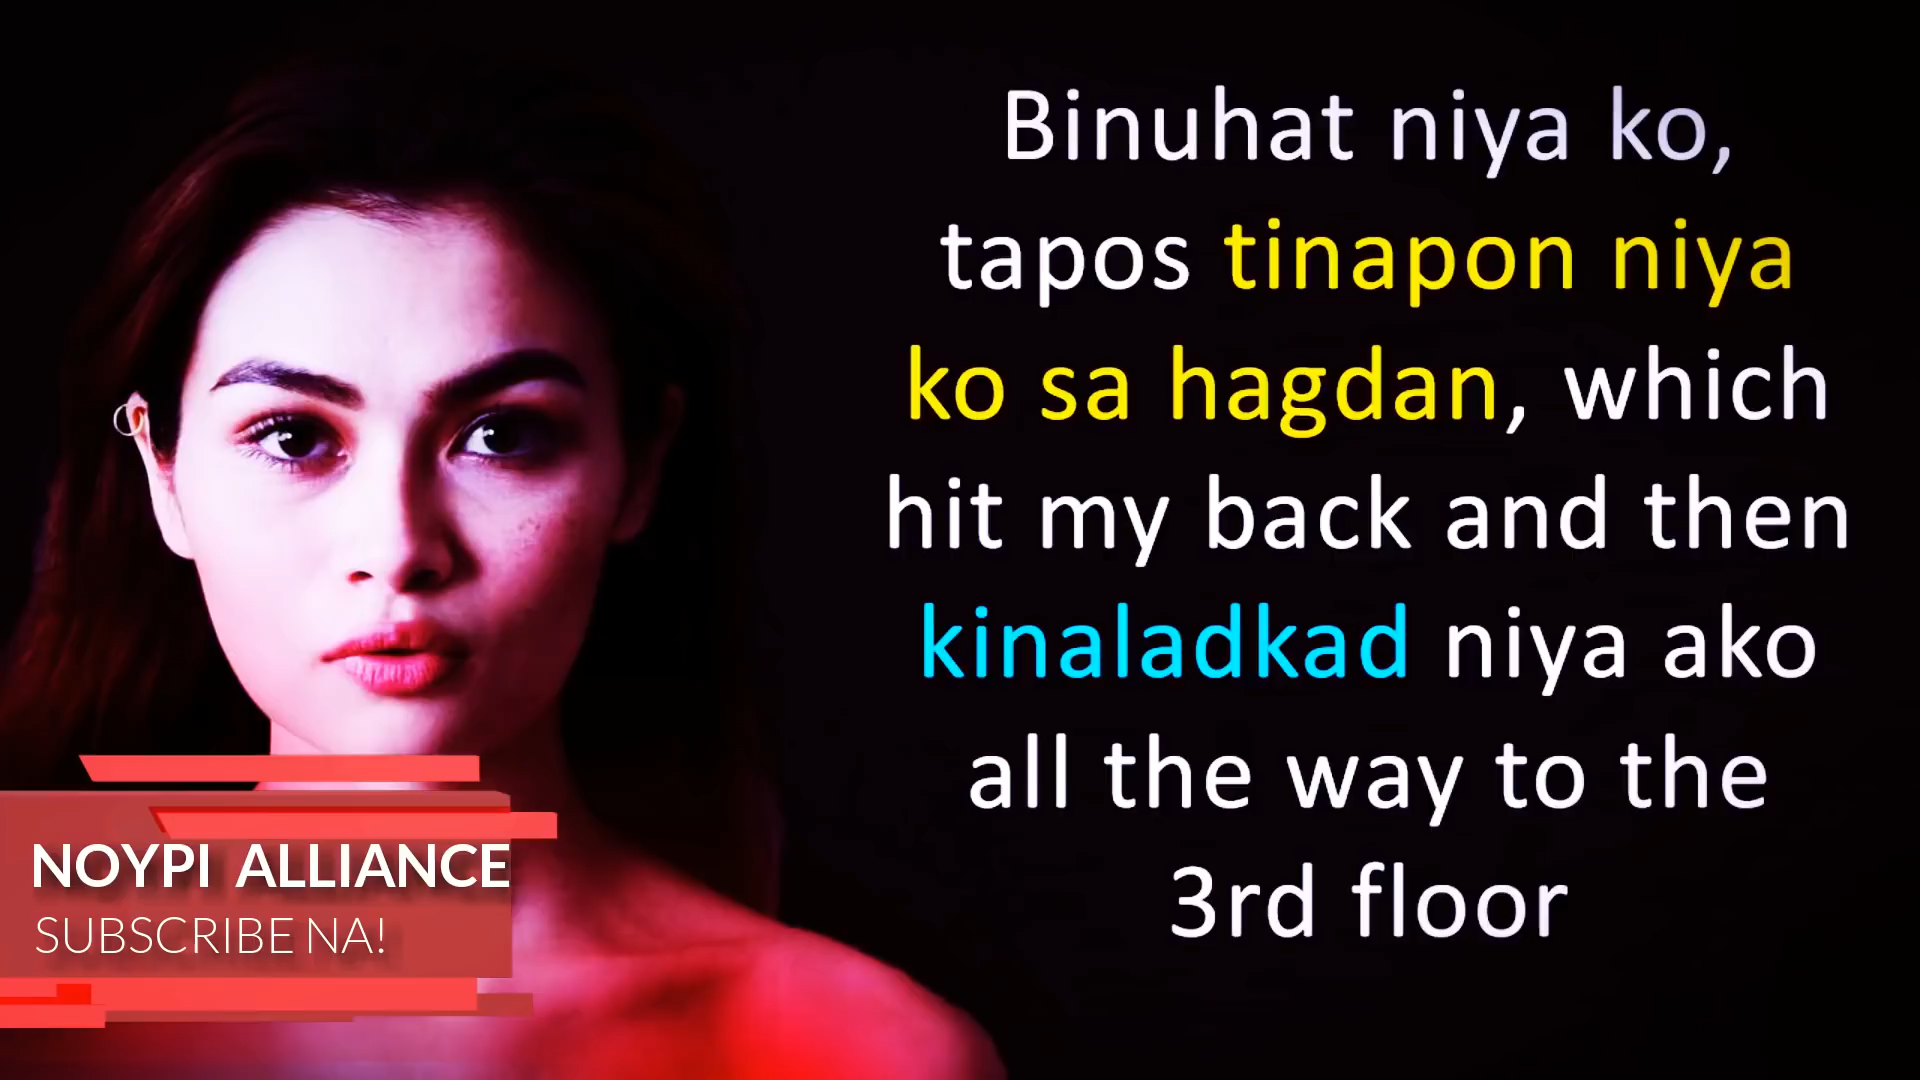 Binuhat niya ko,
tapos tinapon niya
ko sa hagdan, which
hit my back and then
kinaladkad niya ako
all the way to the
3rd floor
NOYPI ALLIANCE
SUBSCRIBE NA!